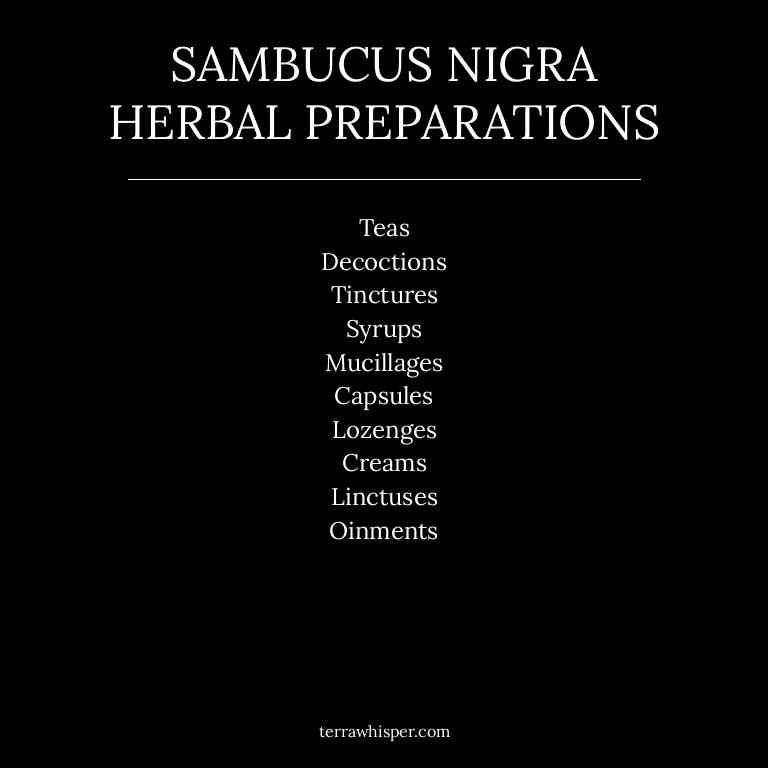 SAMBUCUS NIGRA
HERBAL PREPARATIONS
Teas
Decoctions
Tinctures
Syrups
Mucillages
Capsules
Lozenges
Creams
Linctuses
Oinments
terrawhisper.com